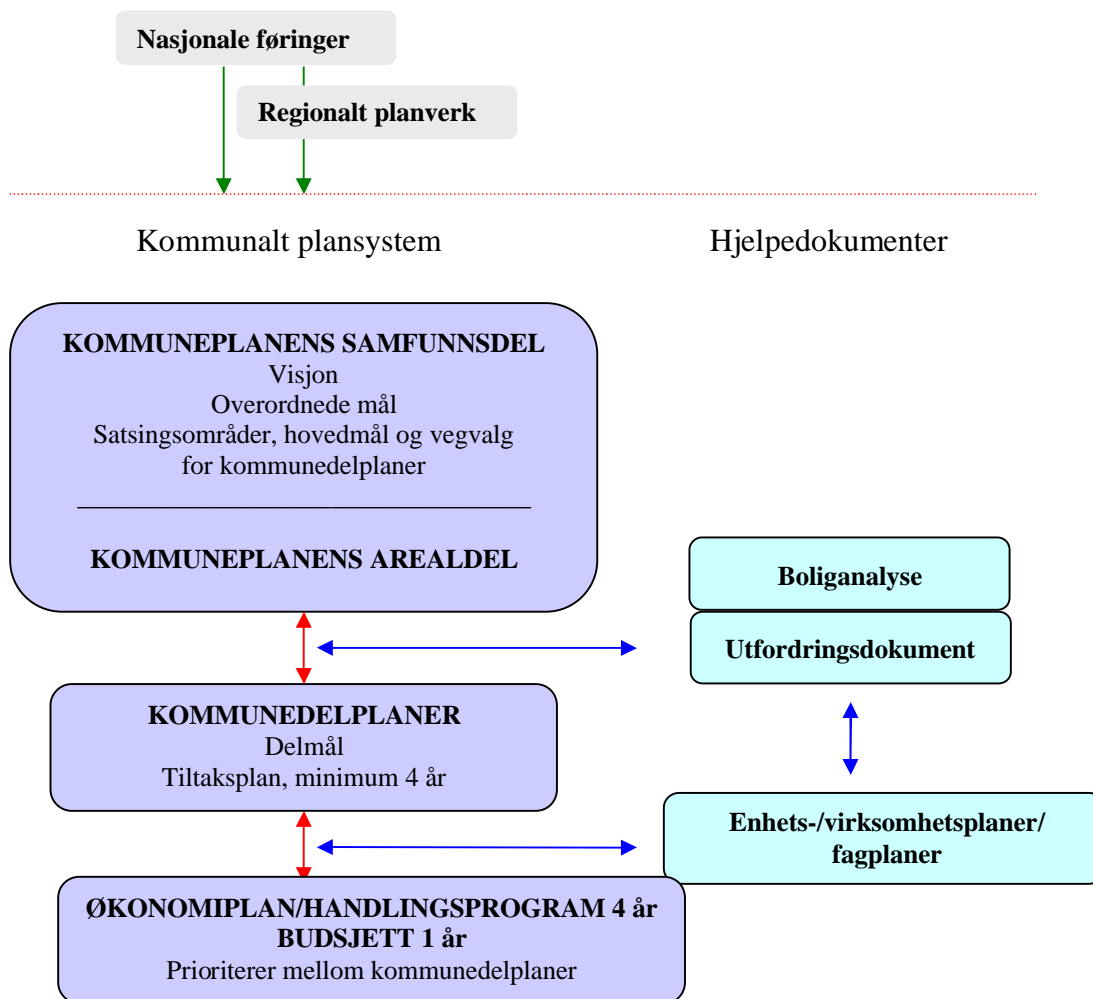 Nasjonale føringer
Regionalt planverk
Kommunalt plansystem
Hjelpedokumenter
KOMMUNEPLANENS SAMFUNNSDEL
Visjon
Overordnede mål
Satsingsområder, hovedmål og vegvalg
for kommunedelplaner
KOMMUNEPLANENS AREALDEL
Boliganalyse
Utfordringsdokument
KOMMUNEDELPLANER
Delmål
Tiltaksplan, minimum 4 år
Enhets-/virksomhetsplaner/
fagplaner
ØKONOMIPLAN/HANDLINGSPROGRAM 4 år
BUDSJETT 1 år
Prioriterer mellom kommunedelplaner